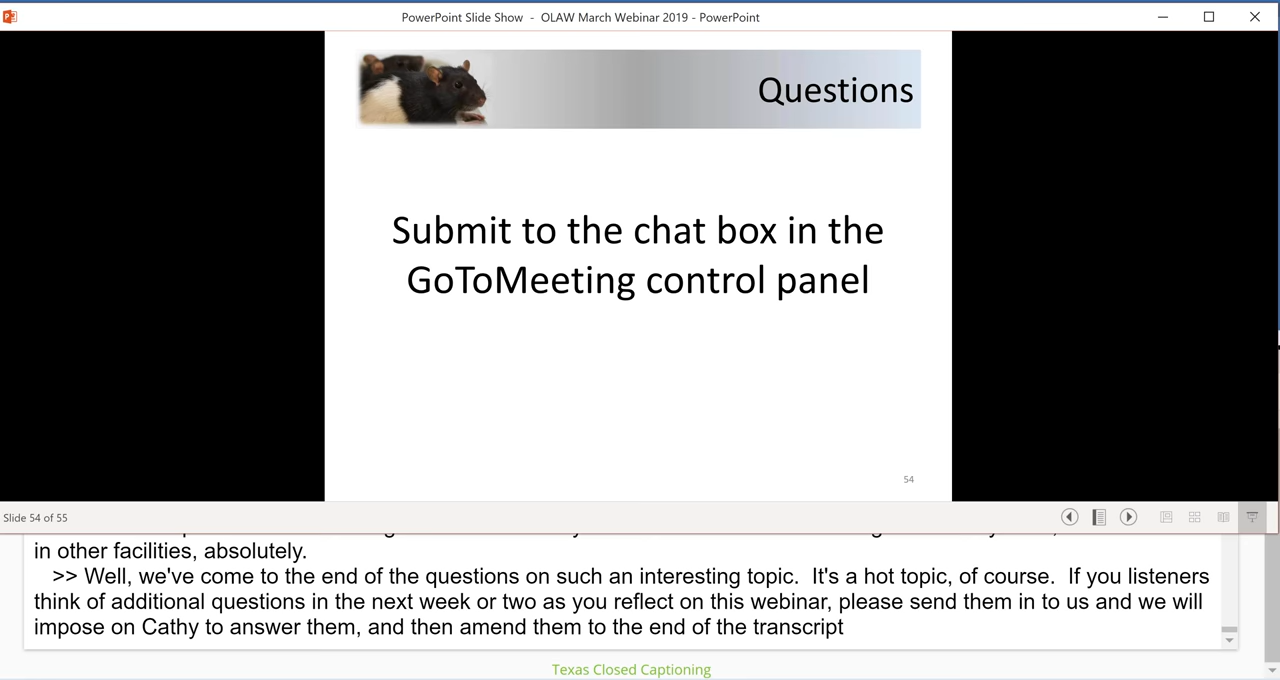 PowerPoint Slide Show - OLAW March Webinar 2019 - PowerPoint
Questions
Submit to the chat box in the
GoToMeeting control panel
54
Slide 54 of 55
in other facilities, absolutely.
>> Well, we've come to the end of the questions on such an interesting topic. It's a hot topic, of course. If you listeners
think of additional questions in the next week or two as you reflect on this webinar, please send them in to us and we will
impose on Cathy to answer them, and then amend them to the end of the transcript
Texas Closed Captioning